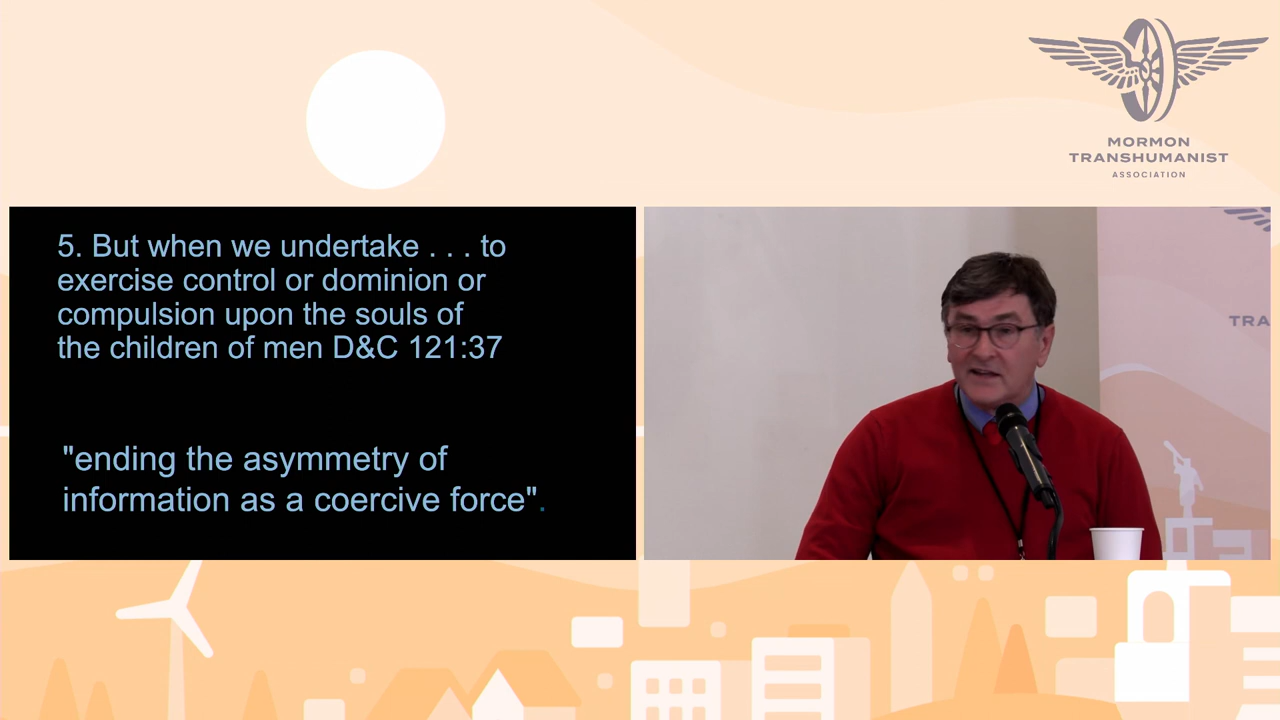 MORMON
TRANSHUMANIST
ASSOCIATION
5. But when we undertake . . . to
exercise control or dominion or
compulsion upon the souls of
the children of men D&C 121:37
"ending the asymmetry of
information as a coercive force".
TRA